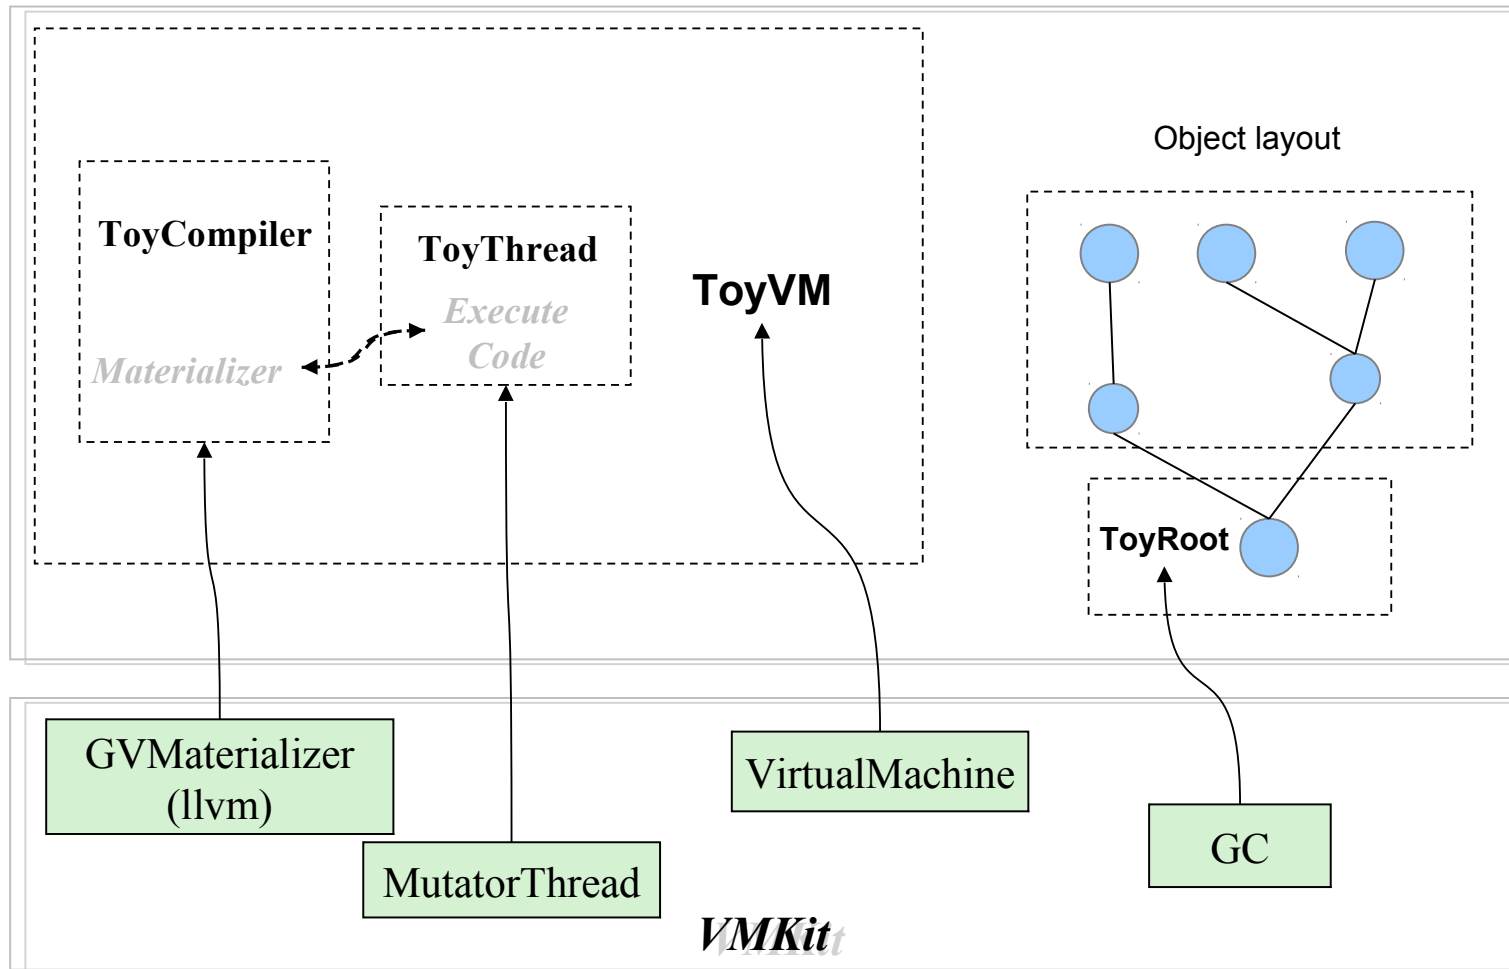 Object layout
ToyCompiler
ToyThread
ToyVM
Execute
Code
Materializer
ToyRoot
GVMaterializer
(llvm)
VirtualMachine
GC
MutatorThread
VMKit